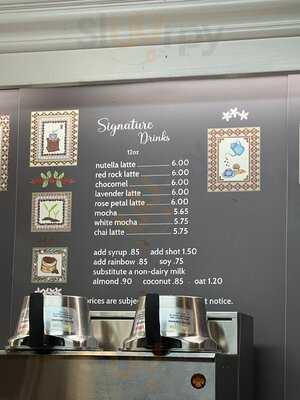 Signature
Drinks
12oz
nutella latte 6.00
red rock latte 6.00
chocomel 6.00
lavender latte 6.00
rose petal latte 6.00
mocha 5.65
white mocha 5.75
chai latte 5.75
add syrup .85 add shot 1.50
add rainbow .85 soy .75
substitute a non-dairy milk
almond .90 coconut .85 oat 1.20
prices are subject notice.